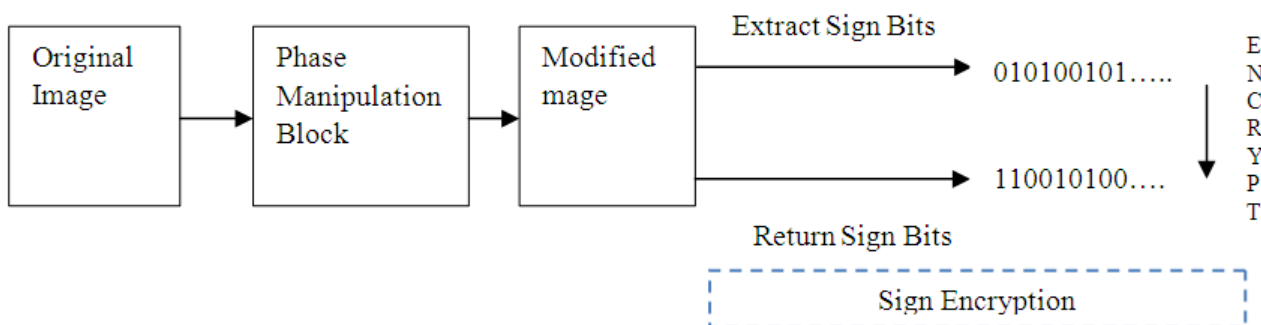 Original
Image
Phase
Manipulation
Block
Modified
mage
Extract Sign Bits
010100101.....
110010100....
Return Sign Bits
E
N
C
R
Y
P
T
Sign Encryption